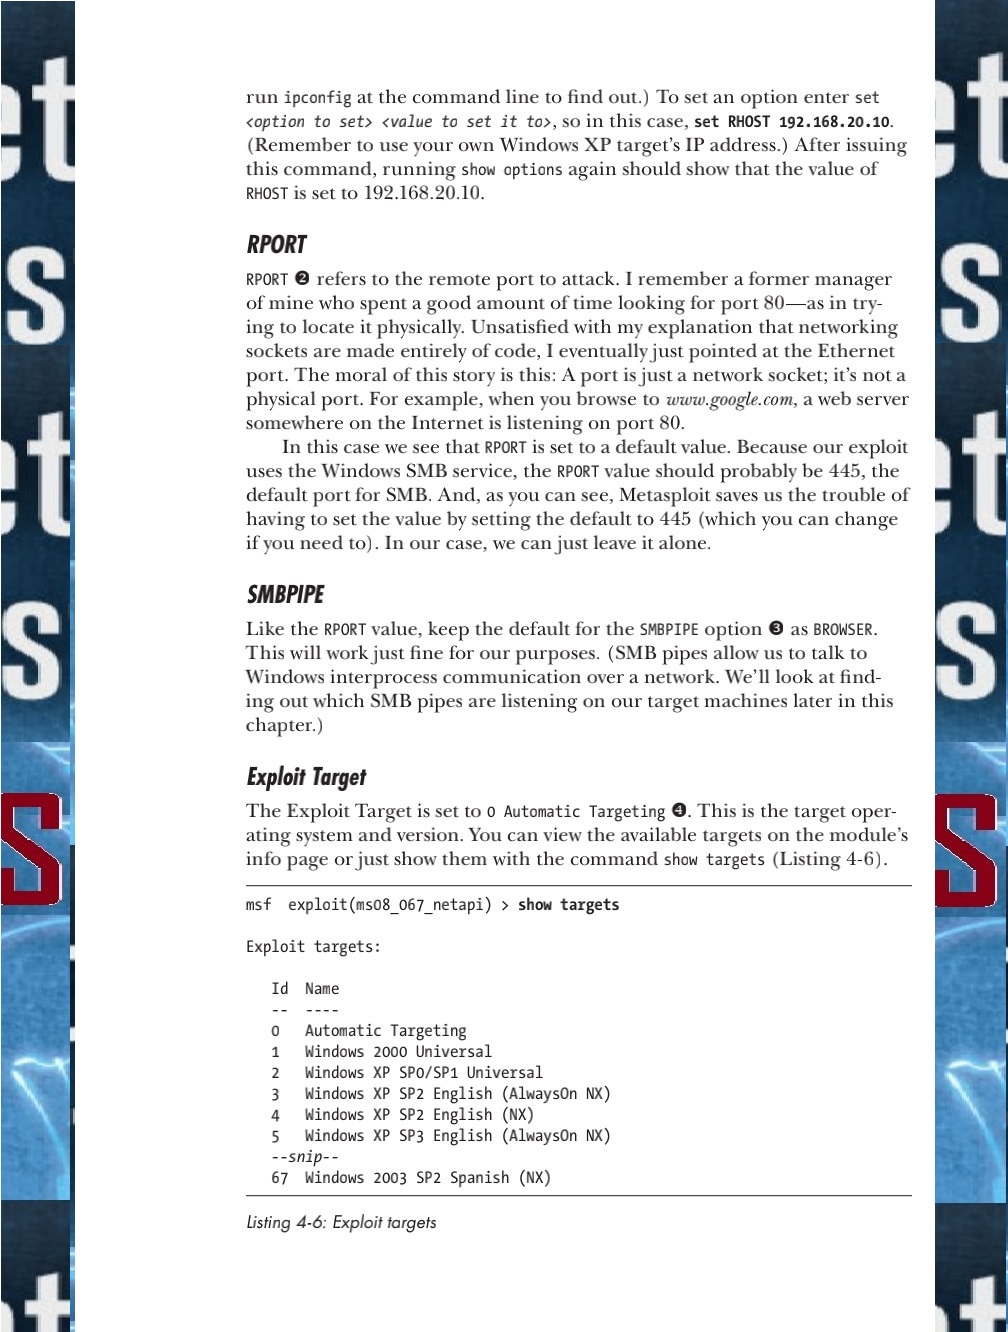 run ipconfig at the command line to find out.) To set an option enter set
<option to set> <value to set it to>, so in this case, set RHOST 192.168.20.10.
(Remember to use your own Windows XP target's IP address.) After issuing
this command, running show options again should show that the value of
RHOST is set to 192.168.20.10.
RPORT
RPORT ❷ refers to the remote port to attack. I remember a former manager
of mine who spent a good amount of time looking for port 80—as in try-
ing to locate it physically. Unsatisfied with my explanation that networking
sockets are made entirely of code, I eventually just pointed at the Ethernet
port. The moral of this story is this: A port is just a network socket; it's not a
physical port. For example, when you browse to www.google.com, a web server
somewhere on the Internet is listening on port 80.
In this case we see that RPORT is set to a default value. Because our exploit
uses the Windows SMB service, the RPORT value should probably be 445, the
default port for SMB. And, as you can see, Metasploit saves us the trouble of
having to set the value by setting the default to 445 (which you can change
if you need to). In our case, we can just leave it alone.
SMBPIPE
Like the RPORT value, keep the default for the SMBPIPE option ❸ as BROWSER.
This will work just fine for our purposes. (SMB pipes allow us to talk to
Windows interprocess communication over a network. We'll look at find-
ing out which SMB pipes are listening on our target machines later in this
chapter.)
Exploit Target
The Exploit Target is set to 0 Automatic Targeting ❹. This is the target oper-
ating system and version. You can view the available targets on the module's
info page or just show them with the command show targets (Listing 4-6).
msf  exploit(ms08_067_netapi) > show targets
Exploit targets:
Id  Name
--  ----
0   Automatic Targeting
1   Windows 2000 Universal
2   Windows XP SP0/SP1 Universal
3   Windows XP SP2 English (AlwaysOn NX)
4   Windows XP SP2 English (NX)
5   Windows XP SP3 English (AlwaysOn NX)
--snip--
67  Windows 2003 SP2 Spanish (NX)
Listing 4-6: Exploit targets